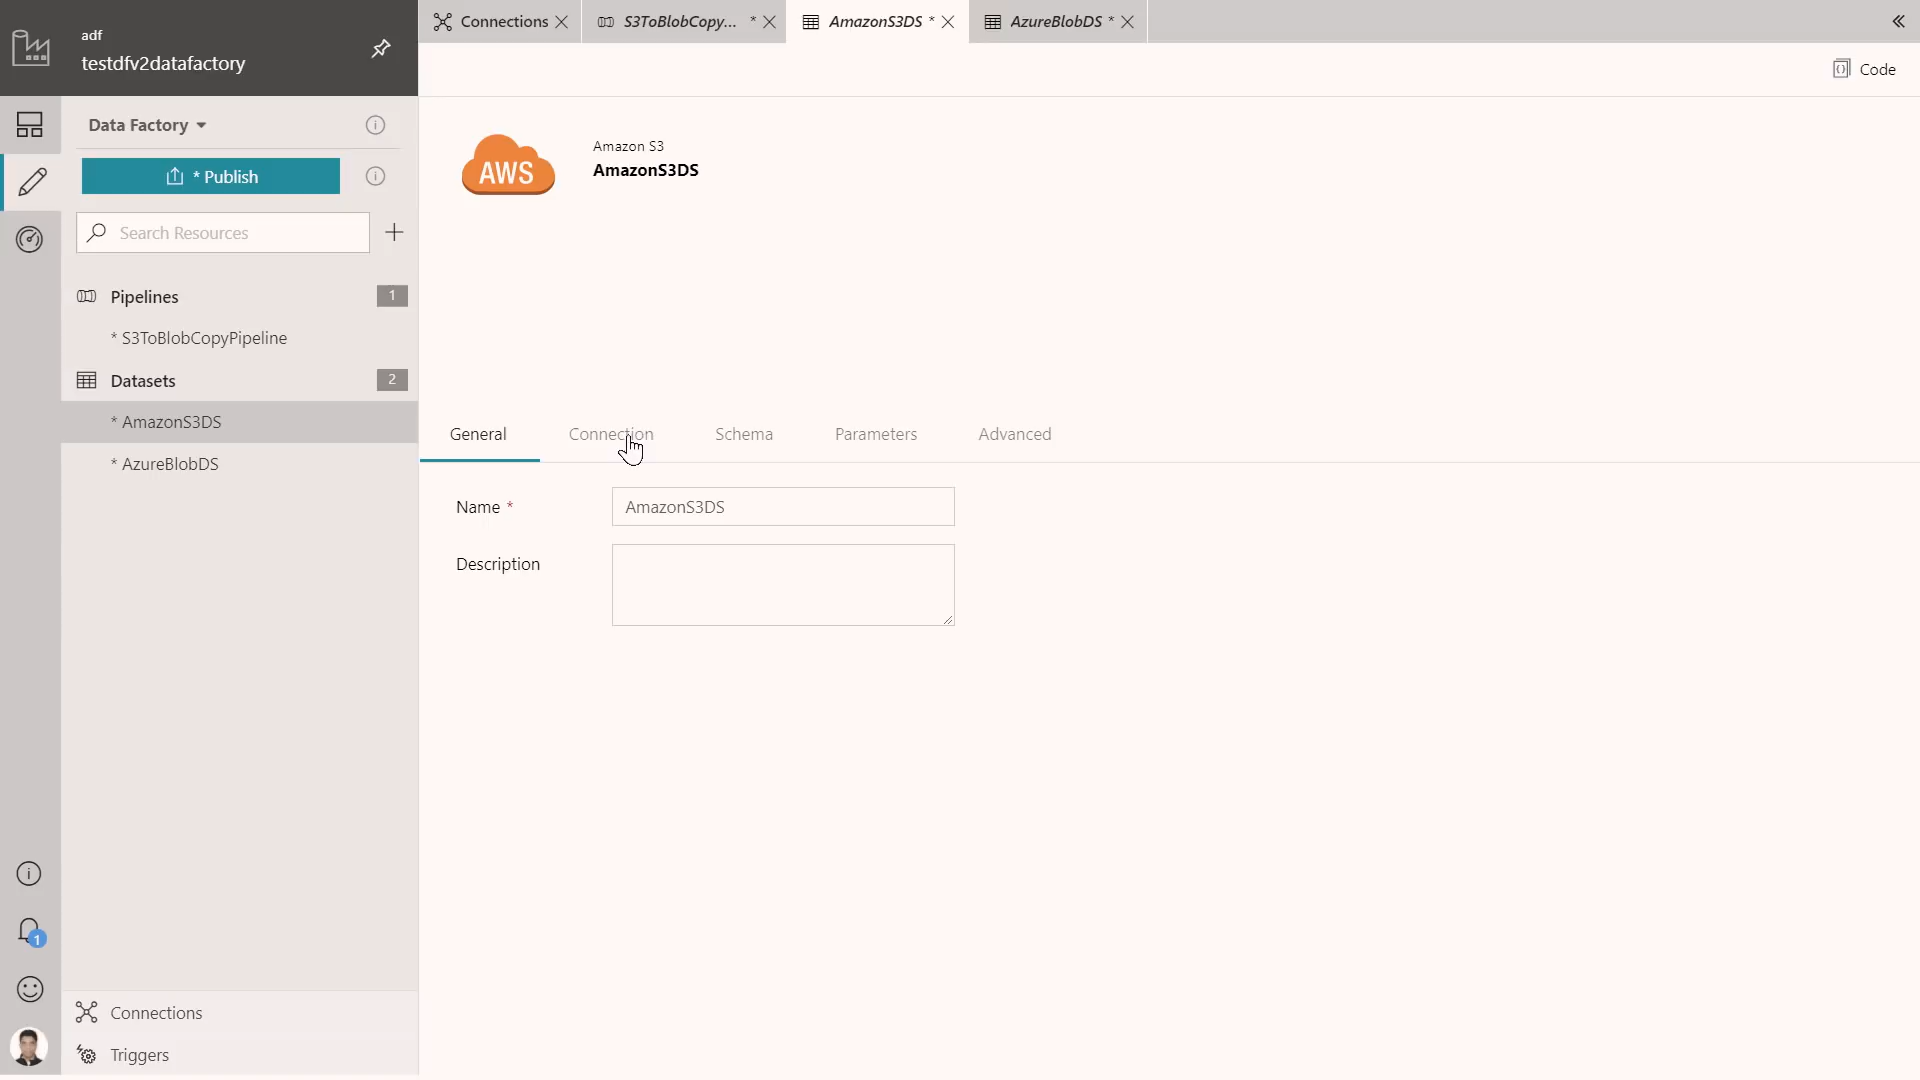 adf
testdfv2datafactory
Connections
S3ToBlobCopy... *
AmazonS3DS *
AzureBlobDS *
Code
Data Factory
* Publish
Search Resources
Pipelines 1
* S3ToBlobCopyPipeline
Datasets 2
* AmazonS3DS
* AzureBlobDS
AWS
Amazon S3
AmazonS3DS
General Connection Schema Parameters Advanced
Name * AmazonS3DS
Description
1
Connections
Triggers